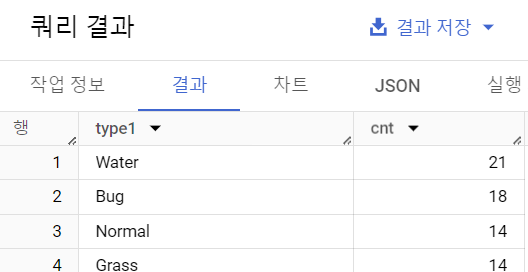 쿼리 결과
결과 저장
작업 정보 결과 차트 JSON 실행
행 type1 cnt
1 Water 21
2 Bug 18
3 Normal 14
4 Grass 14